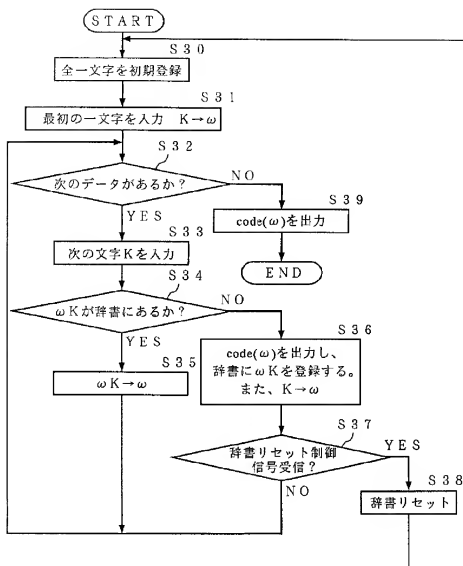 START
S30
全一文字を初期登録
S31
最初の一文字を入力 K→ω
S32
次のデータがあるか?
NO
YES
S39
code(ω)を出力
END
S33
次の文字Kを入力
S34
ωKが辞書にあるか?
NO
YES
S35
ωK→ω
S36
code(ω)を出力し、
辞書にωKを登録する。
また、K→ω
S37
辞書リセット制御
信号受信?
YES
NO
S38
辞書リセット